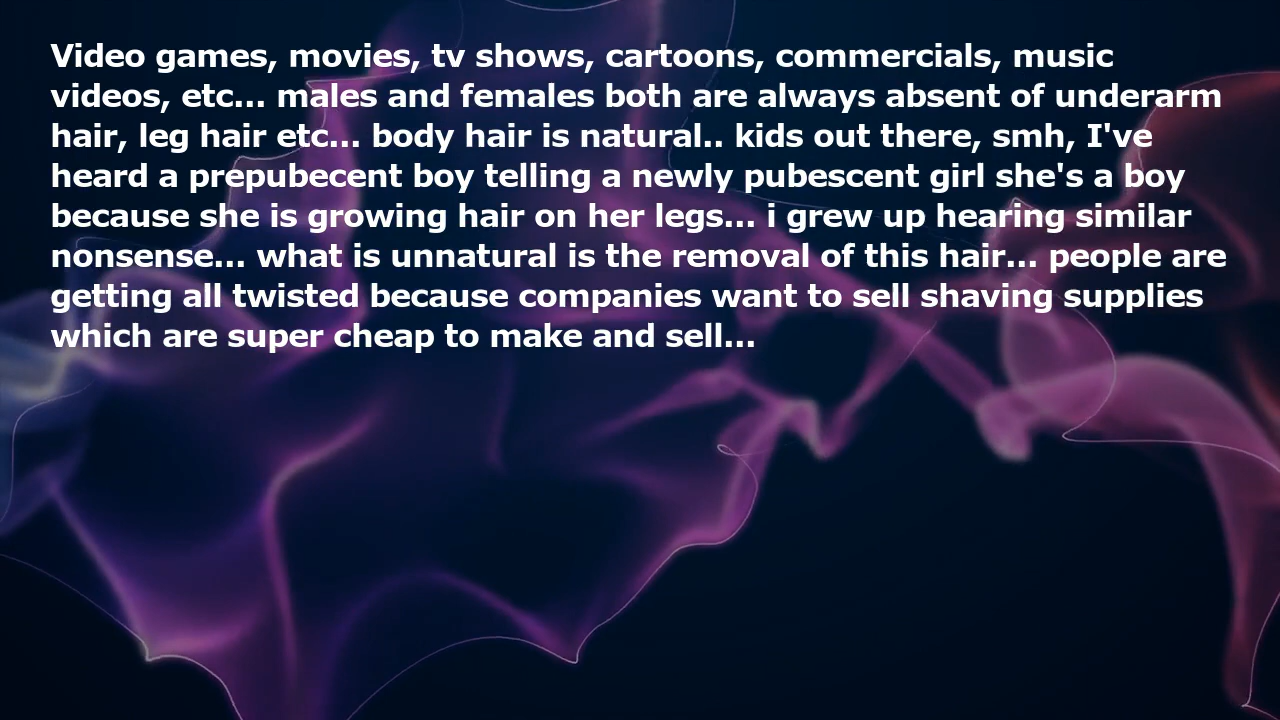 Video games, movies, tv shows, cartoons, commercials, music
videos, etc... males and females both are always absent of underarm
hair, leg hair etc... body hair is natural.. kids out there, smh, I've
heard a prepubecent boy telling a newly pubescent girl she's a boy
because she is growing hair on her legs... i grew up hearing similar
nonsense... what is unnatural is the removal of this hair... people are
getting all twisted because companies want to sell shaving supplies
which are super cheap to make and sell...